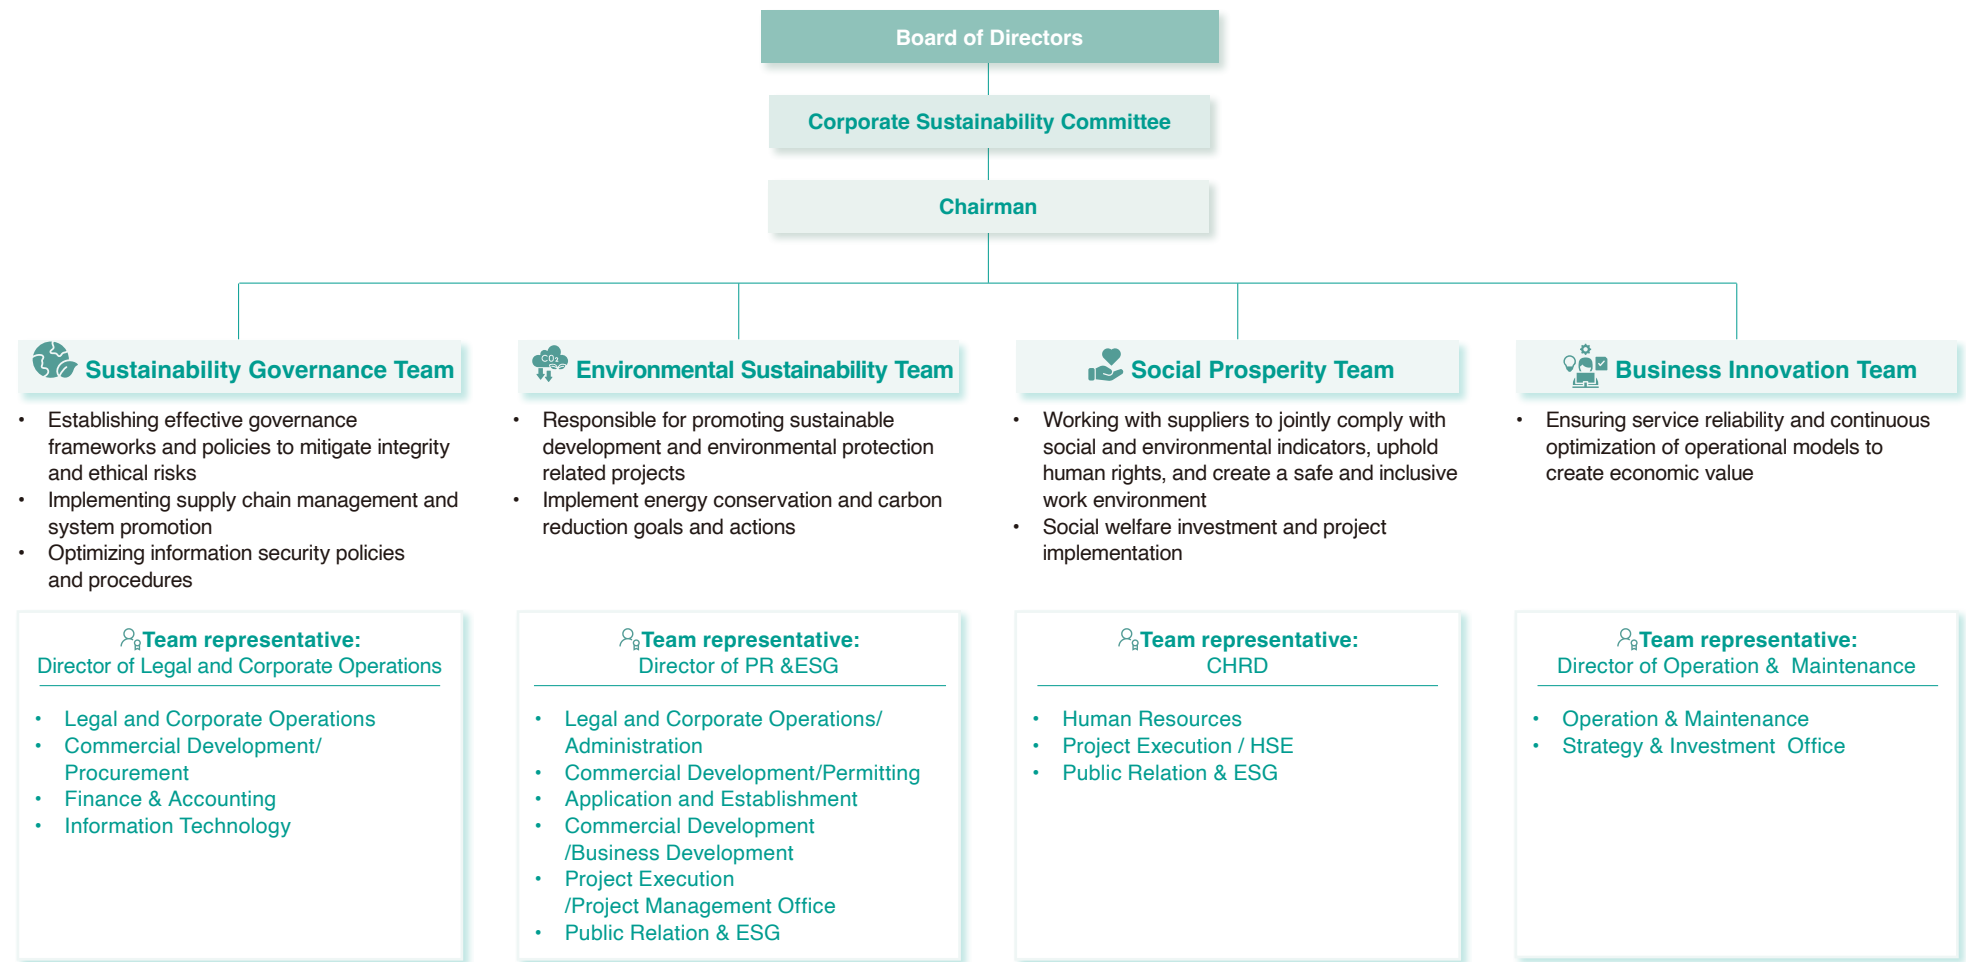 Board of Directors
Corporate Sustainability Committee
Chairman
Sustainability Governance Team
• Establishing effective governance
frameworks and policies to mitigate integrity
and ethical risks
• Implementing supply chain management and
system promotion
• Optimizing information security policies
and procedures
Team representative:
Director of Legal and Corporate Operations
• Legal and Corporate Operations
• Commercial Development/
Procurement
• Finance & Accounting
• Information Technology
CO2
Environmental Sustainability Team
• Responsible for promoting sustainable
development and environmental protection
related projects
• Implement energy conservation and carbon
reduction goals and actions
Team representative:
Director of PR &ESG
• Legal and Corporate Operations/
Administration
• Commercial Development/Permitting
• Application and Establishment
• Commercial Development
/Business Development
• Project Execution
/Project Management Office
• Public Relation & ESG
Social Prosperity Team
• Working with suppliers to jointly comply with
social and environmental indicators, uphold
human rights, and create a safe and inclusive
work environment
• Social welfare investment and project
implementation
Team representative:
CHRD
• Human Resources
• Project Execution / HSE
• Public Relation & ESG
Business Innovation Team
• Ensuring service reliability and continuous
optimization of operational models to
create economic value
Team representative:
Director of Operation &  Maintenance
• Operation & Maintenance
• Strategy & Investment  Office